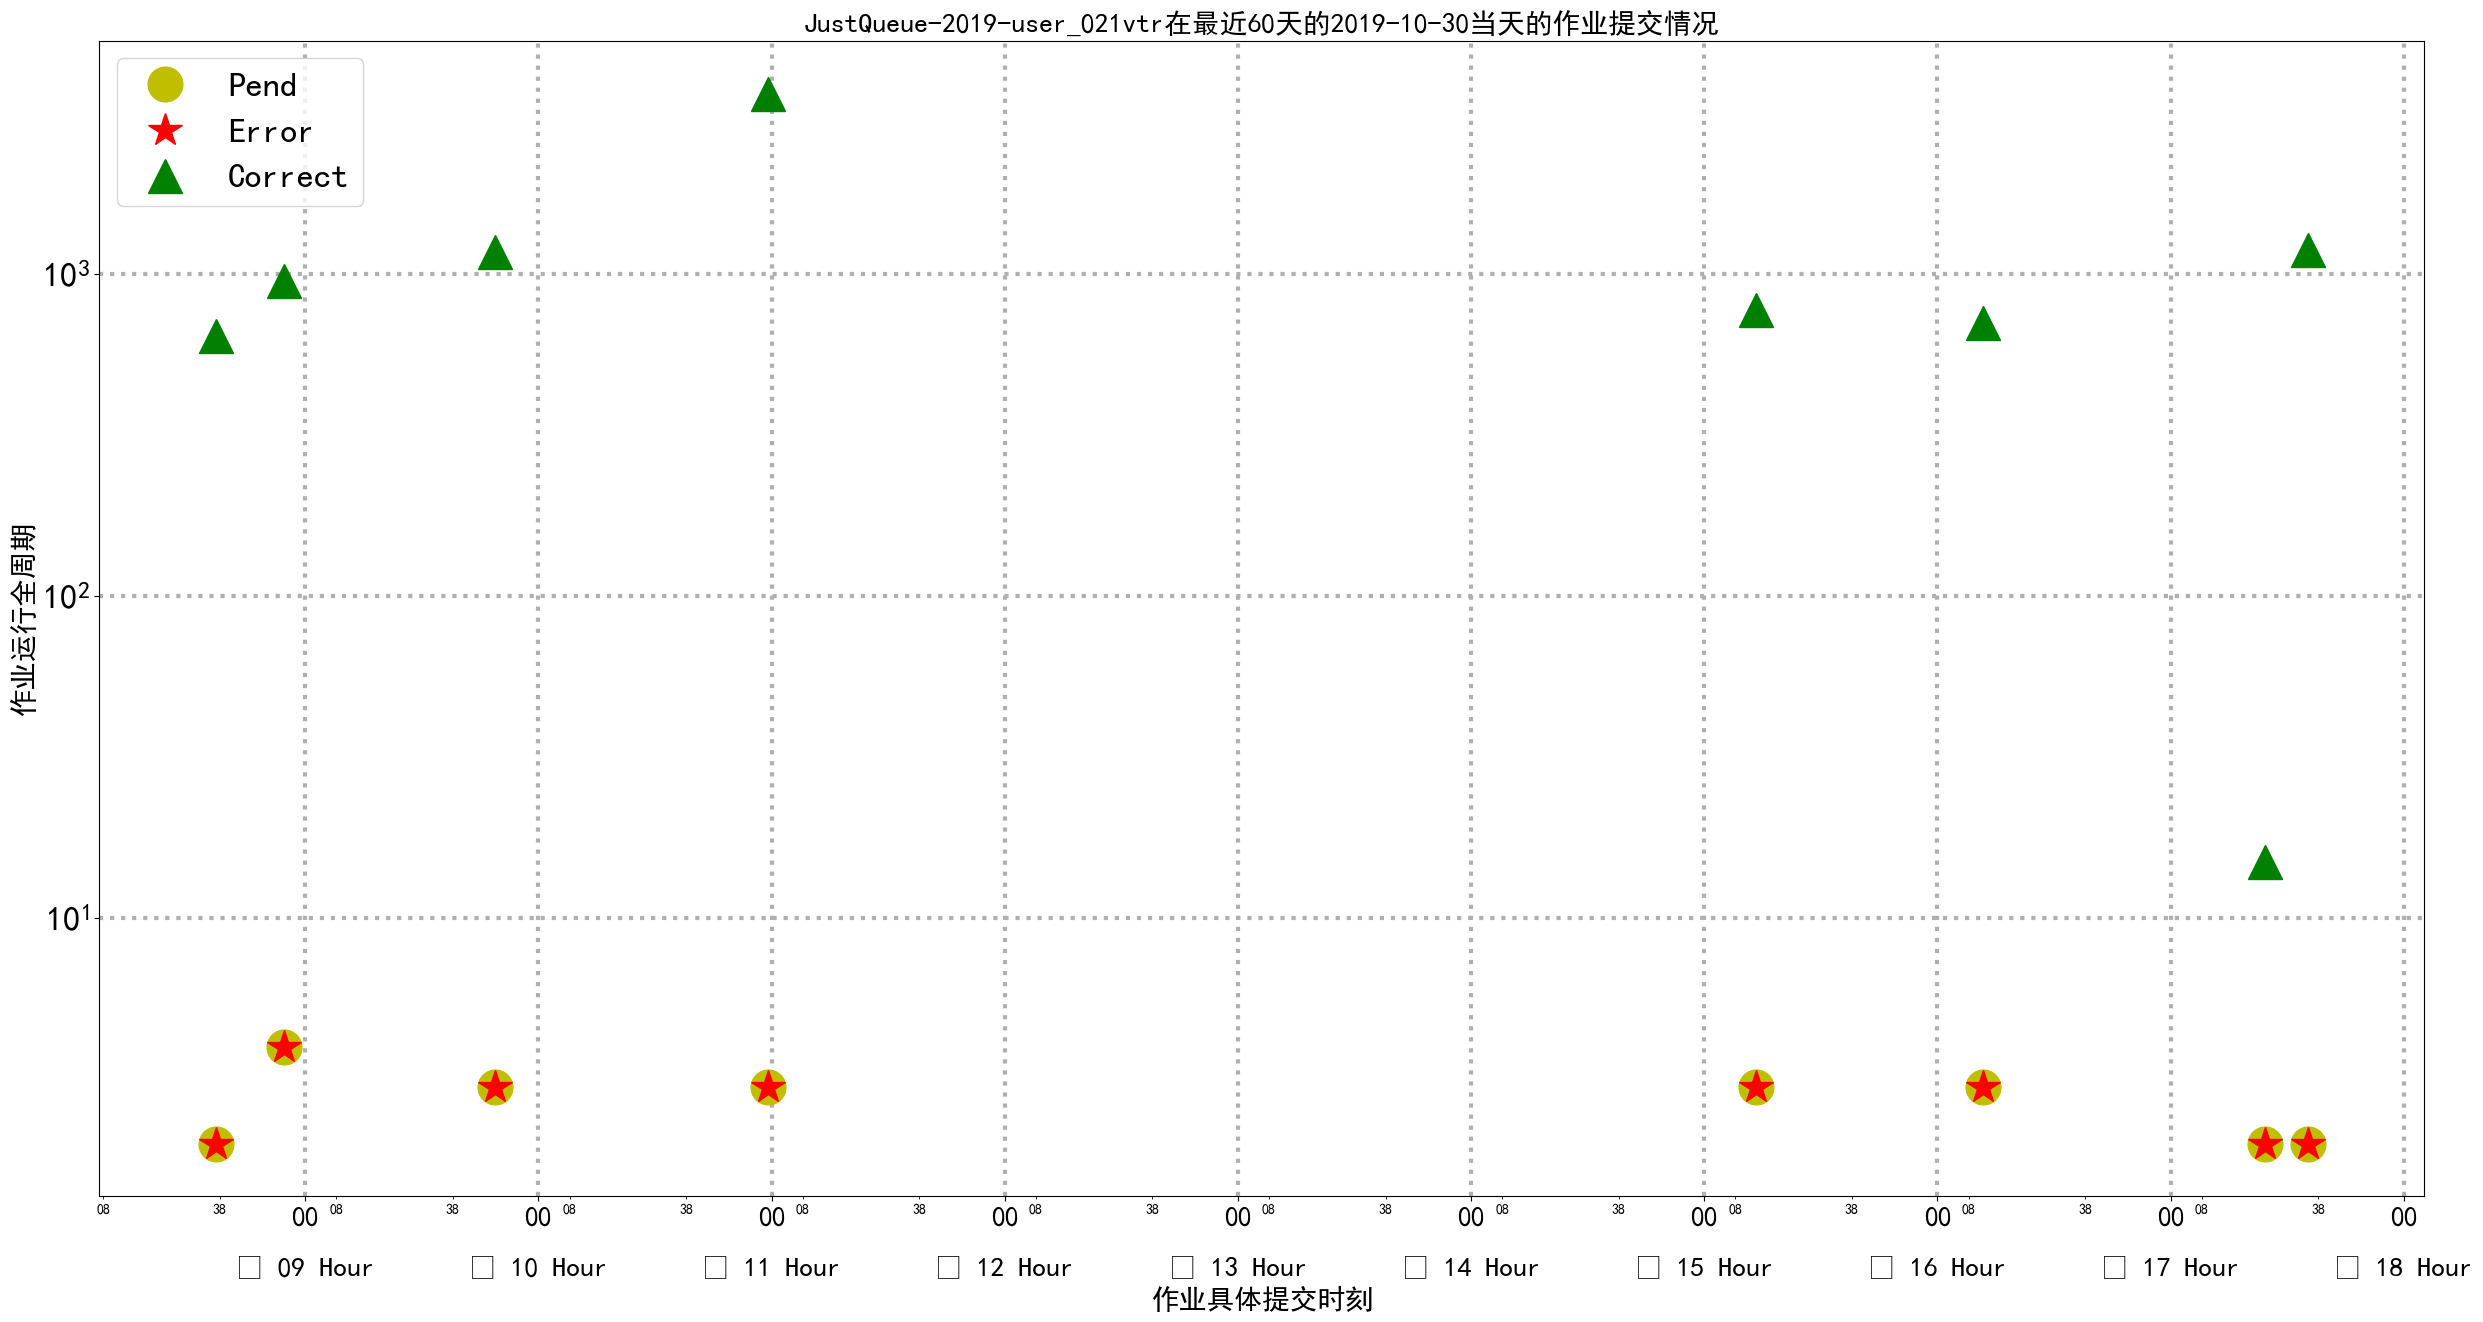 JustQueue-2019-user_021vtr在最近60天的2019-10-30当天的作业提交情况
Pend
Error
Correct
作业运行全周期
10³
10²
10¹
08 38 00 08 38 00 08 38 00 08 38 00 08 38 00 08 38 00 08 38 00 08 38 00 08 38 00 08 38 00
□ 09 Hour □ 10 Hour □ 11 Hour □ 12 Hour □ 13 Hour □ 14 Hour □ 15 Hour □ 16 Hour □ 17 Hour □ 18 Hour
作业具体提交时刻